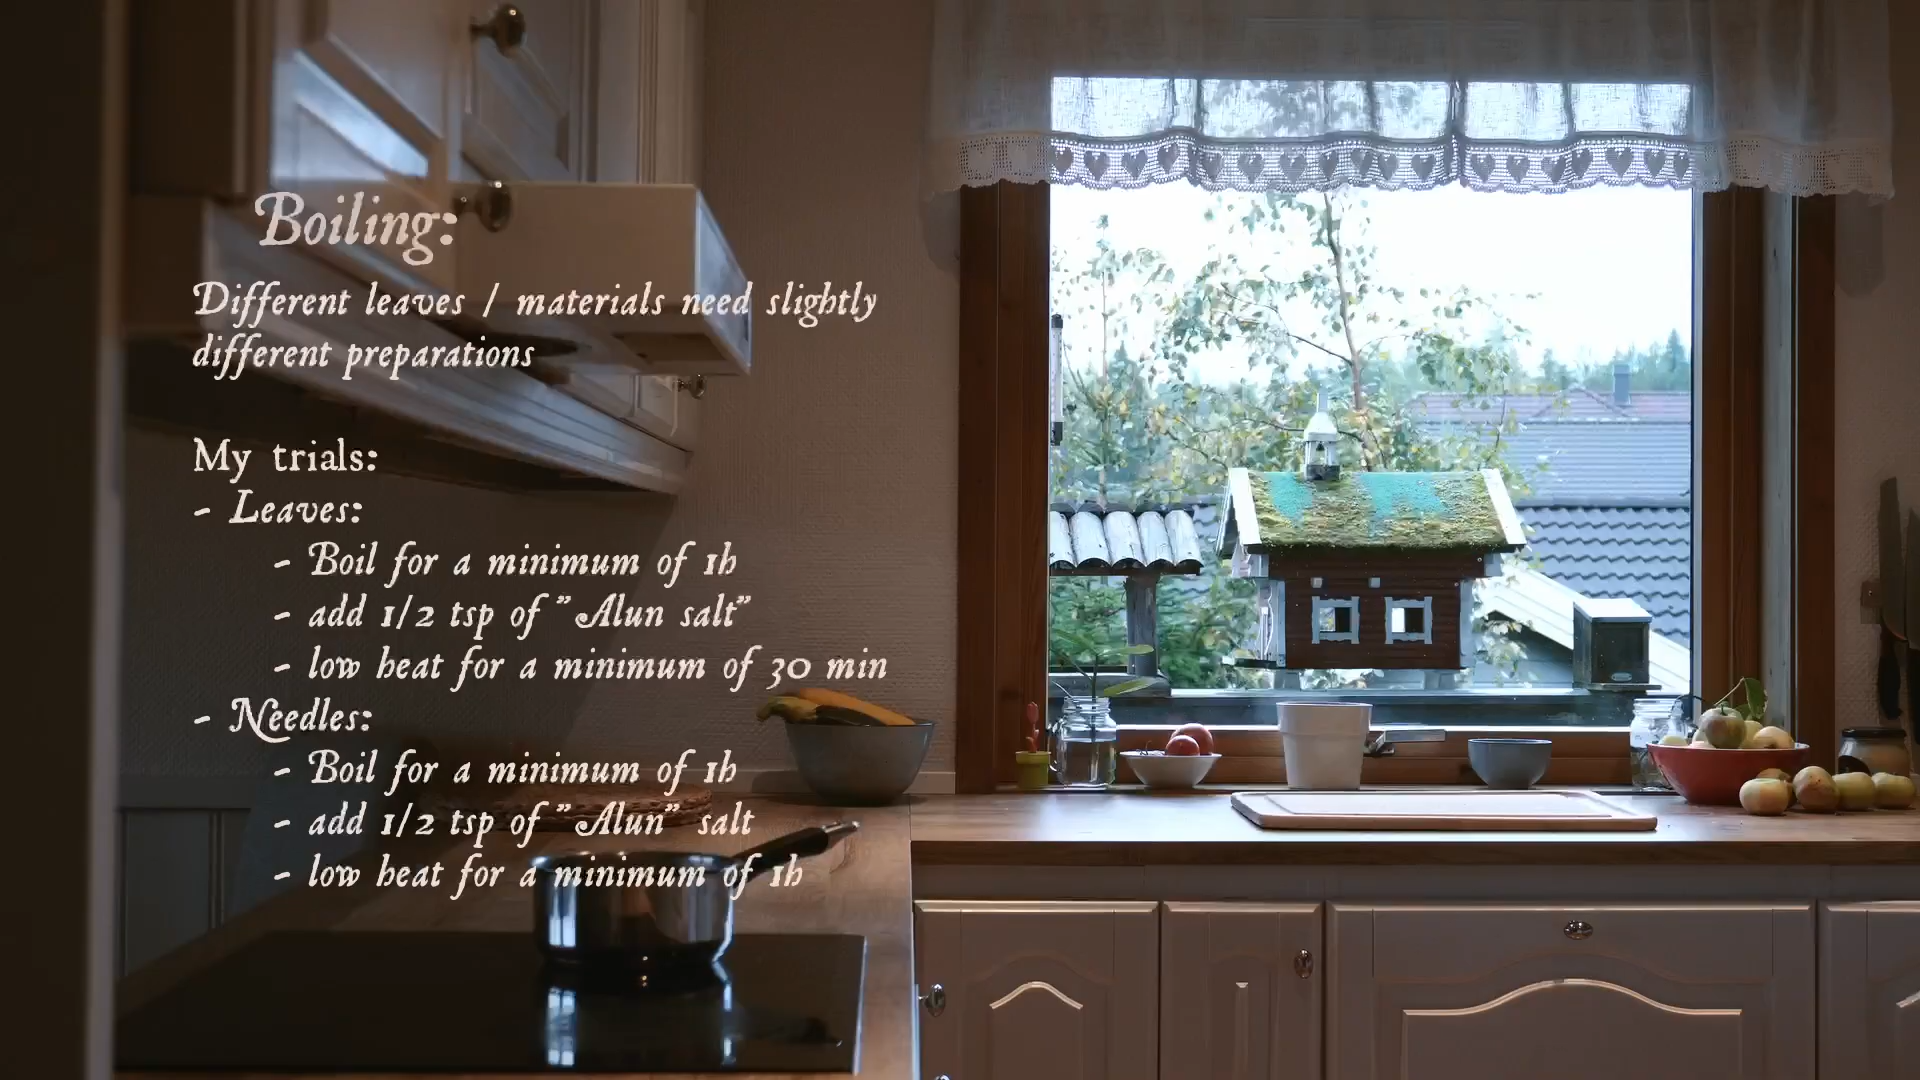 Boiling:
Different leaves / materials need slightly
different preparations
My trials:
- Leaves:
- Boil for a minimum of 1h
- add 1/2 tsp of "Alun salt"
- low heat for a minimum of 30 min
- Needles:
- Boil for a minimum of 1h
- add 1/2 tsp of "Alun" salt
- low heat for a minimum of 1h